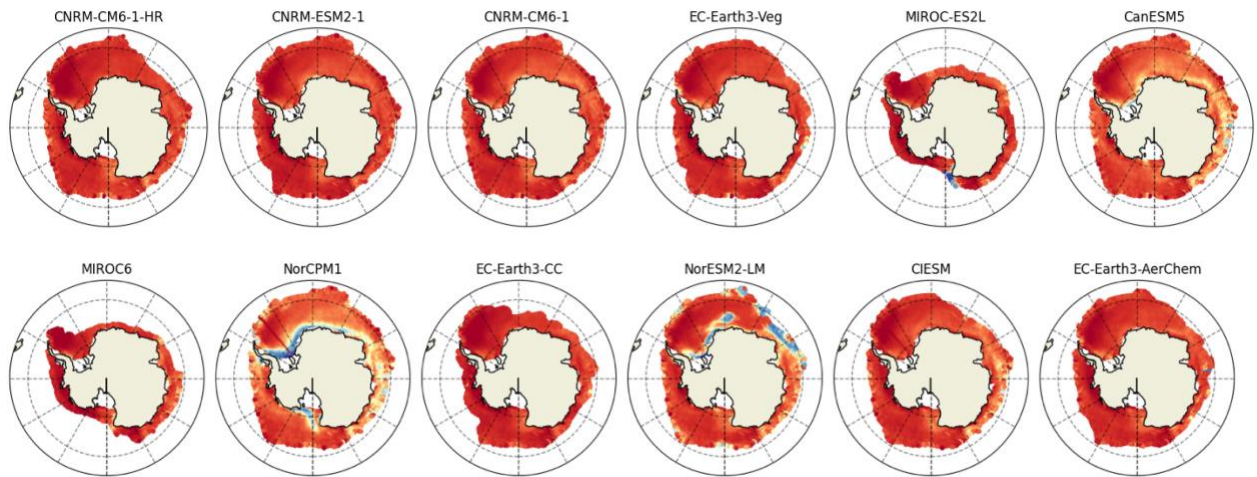 CNRM-CM6-1-HR
CNRM-ESM2-1
CNRM-CM6-1
EC-Earth3-Veg
MIROC-ES2L
CanESM5
MIROC6
NorCPM1
EC-Earth3-CC
NorESM2-LM
CIESM
EC-Earth3-AerChem